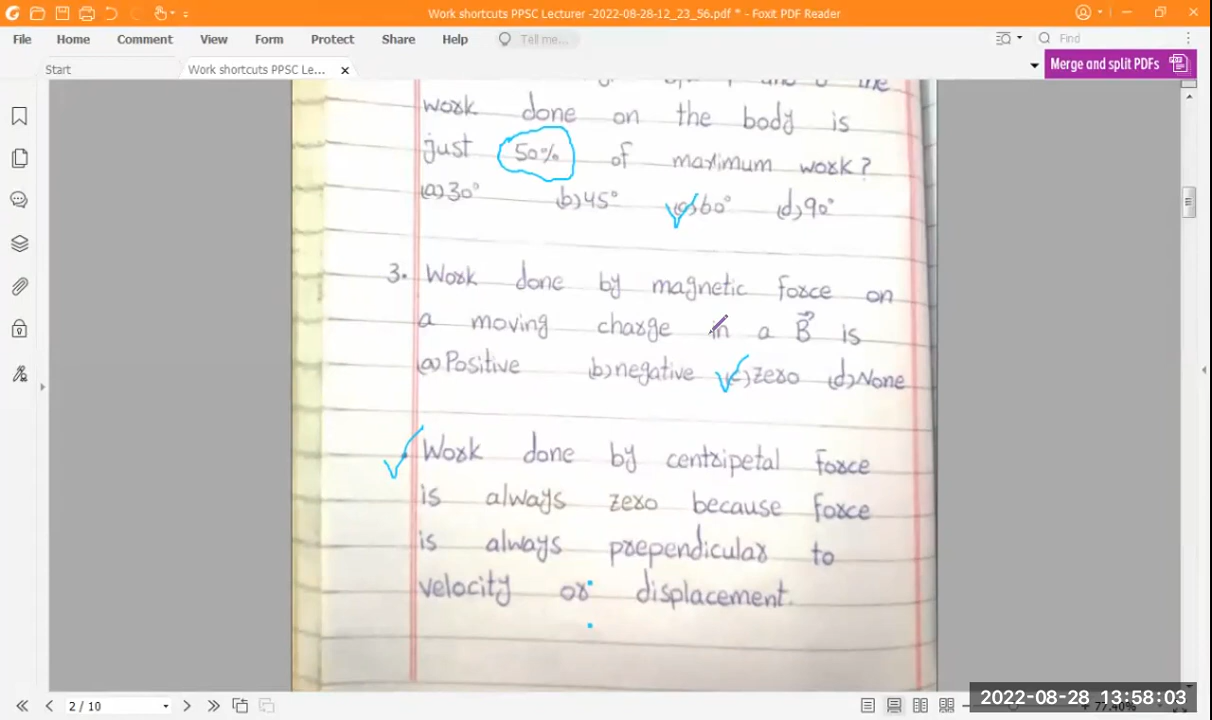 Work shortcuts PPSC Lecturer -2022-08-28-12_23_56.pdf * - Foxit PDF Reader
File Home Comment View Form Protect Share Help Tell me... Find
Start Work shortcuts PPSC Le... Merge and split PDFs
the
work done on the body is
just 50% of maximum work?
(a) 30° (b) 45° (c) 60° (d) 90°
3. Work done by magnetic force on
a moving charge in a B⃗ is
(a) Positive (b) negative (c) zero (d) None
Work done by centripetal force
is always zero because force
is always prependicular to
velocity or displacement.
2 / 10
77.40%
2022-08-28 13:58:03